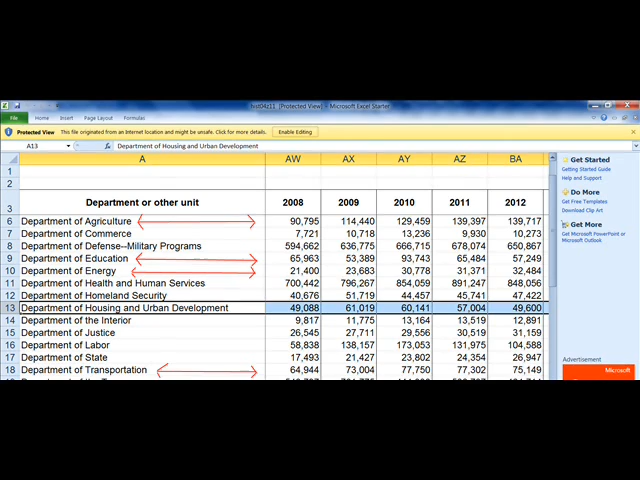 hist04z11 [Protected View] - Microsoft Excel Starter
File Home Insert Page Layout Formulas
Protected View This file originated from an Internet location and might be unsafe. Click for more details. Enable Editing
A13 fx Department of Housing and Urban Development
A AW AX AY AZ BA
1
2
3 Department or other unit 2008 2009 2010 2011 2012
6 Department of Agriculture 90,795 114,440 129,459 139,397 139,717
7 Department of Commerce 7,721 10,718 13,236 9,930 10,273
8 Department of Defense--Military Programs 594,662 636,775 666,715 678,074 650,867
9 Department of Education 65,963 53,389 93,743 65,484 57,249
10 Department of Energy 21,400 23,683 30,778 31,371 32,484
11 Department of Health and Human Services 700,442 796,267 854,059 891,247 848,056
12 Department of Homeland Security 40,676 51,719 44,457 45,741 47,422
13 Department of Housing and Urban Development 49,088 61,019 60,141 57,004 49,600
14 Department of the Interior 9,817 11,775 13,164 13,519 12,891
15 Department of Justice 26,545 27,711 29,556 30,519 31,159
16 Department of Labor 58,838 138,157 173,053 131,975 104,588
17 Department of State 17,493 21,427 23,802 24,354 26,947
18 Department of Transportation 64,944 73,004 77,750 77,302 75,149
Get Started
Getting Started Guide
Help and Support
Do More
Get Free Templates
Download Clip Art
Get More
Get Microsoft PowerPoint or
Microsoft Outlook
Advertisement
Microsoft